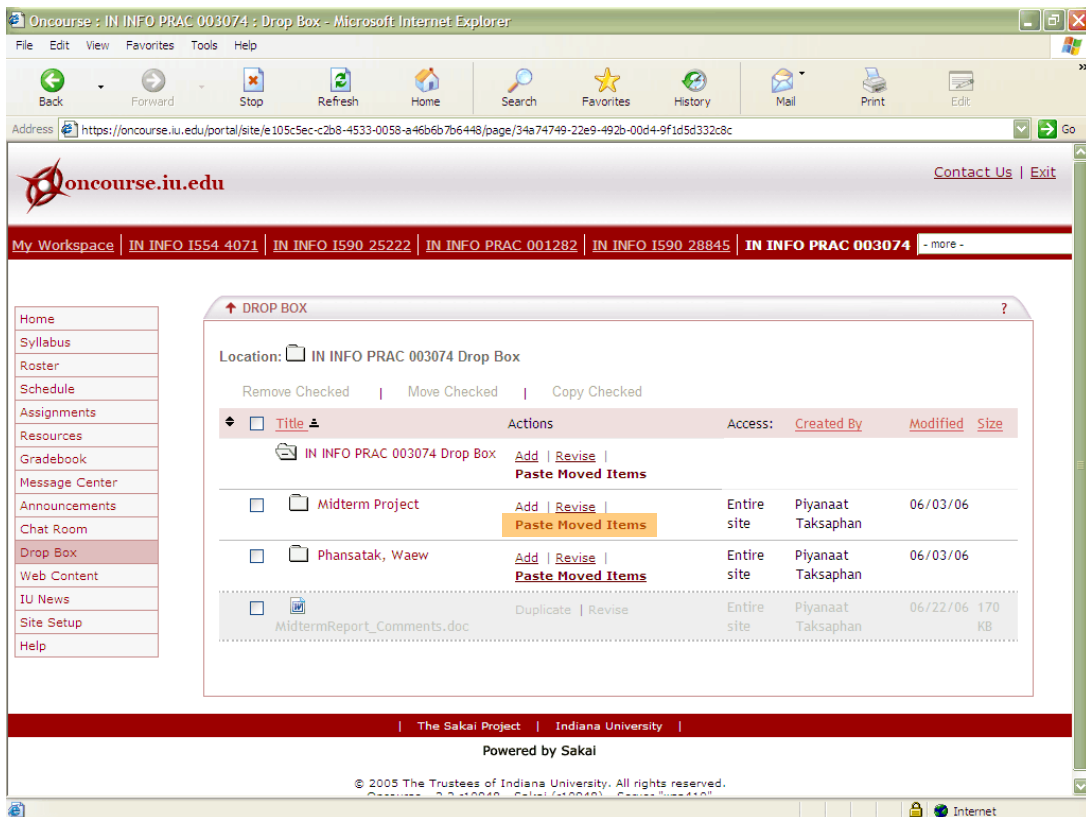 Oncourse : IN INFO PRAC 003074 : Drop Box - Microsoft Internet Explorer
File Edit View Favorites Tools Help
Back Forward Stop Refresh Home Search Favorites History Mail Print Edit
Address https://oncourse.iu.edu/portal/site/e105c5ec-c2b8-4533-0058-a46b6b7b6448/page/34a74749-22e9-492b-00d4-9f1d5d332c8c Go
oncourse.iu.edu
Contact Us | Exit
My Workspace | IN INFO I554 4071 | IN INFO I590 25222 | IN INFO PRAC 001282 | IN INFO I590 28845 | IN INFO PRAC 003074 - more -
Home
Syllabus
Roster
Schedule
Assignments
Resources
Gradebook
Message Center
Announcements
Chat Room
Drop Box
Web Content
IU News
Site Setup
Help
DROP BOX ?
Location: IN INFO PRAC 003074 Drop Box
Remove Checked | Move Checked | Copy Checked
Title Actions Access: Created By Modified Size
IN INFO PRAC 003074 Drop Box Add | Revise |
Paste Moved Items
Midterm Project Add | Revise | Entire Piyanaat 06/03/06
Paste Moved Items site Taksaphan
Phansatak, Waew Add | Revise | Entire Piyanaat 06/03/06
Paste Moved Items site Taksaphan
Duplicate | Revise Entire Piyanaat 06/22/06 170
MidtermReport_Comments.doc site Taksaphan KB
| The Sakai Project | Indiana University |
Powered by Sakai
© 2005 The Trustees of Indiana University. All rights reserved.
Internet